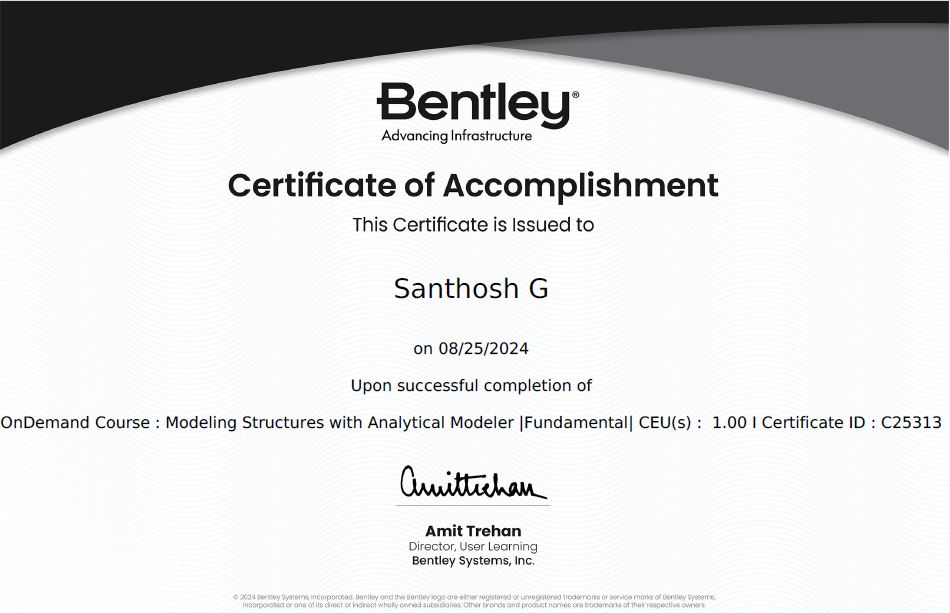 Bentley®
Advancing Infrastructure
Certificate of Accomplishment
This Certificate is Issued to
Santhosh G
on 08/25/2024
Upon successful completion of
OnDemand Course : Modeling Structures with Analytical Modeler |Fundamental| CEU(s) :  1.00 I Certificate ID : C25313
Amittrehan
Amit Trehan
Director, User Learning
Bentley Systems, Inc.
© 2024 Bentley Systems, Incorporated. Bentley and the Bentley logo are either registered or unregistered trademarks or service marks of Bentley Systems,
Incorporated or one of its direct or indirect wholly owned subsidiaries. Other brands and product names are trademarks of their respective owners.